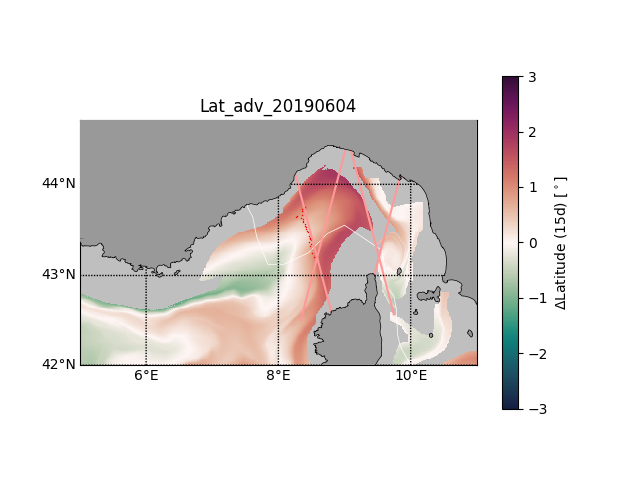 Lat_adv_20190604
44°N
43°N
42°N
6°E
8°E
10°E
3
2
1
0
−1
−2
−3
ΔLatitude (15d) [°]